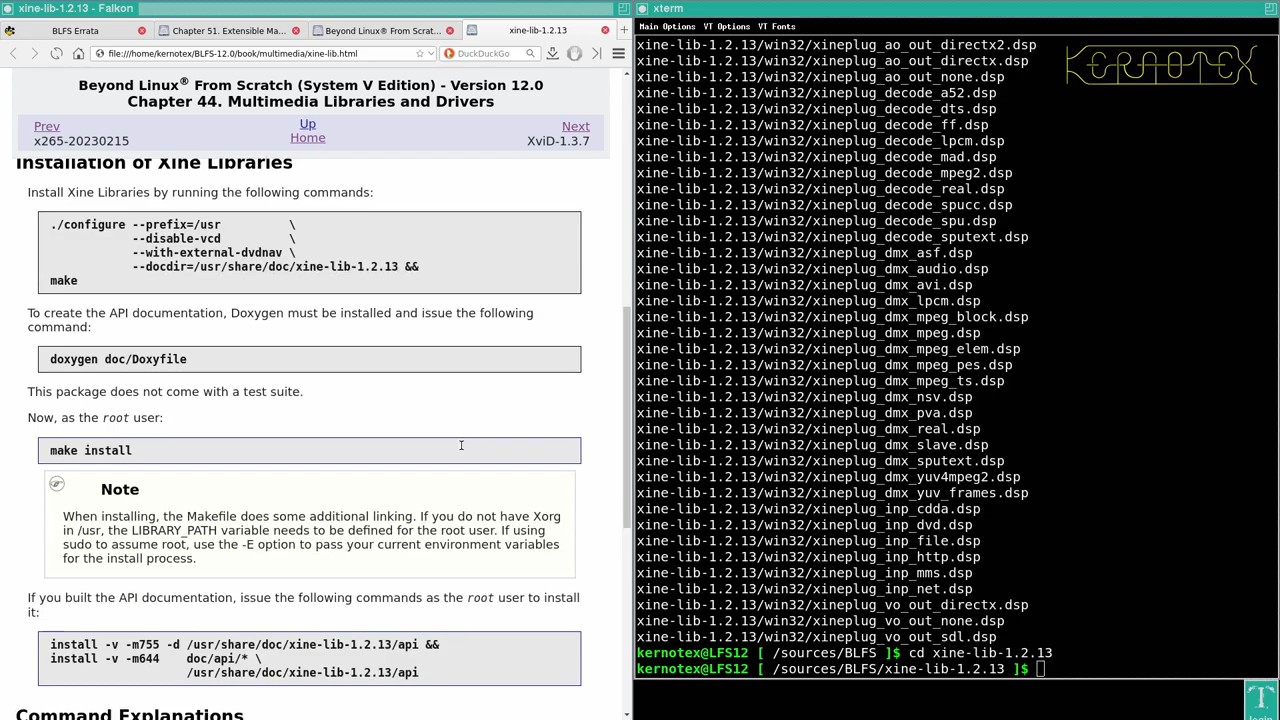 xine-lib-1.2.13 - Falkon
BLFS Errata
Chapter 51. Extensible Ma...
Beyond Linux® From Scrat...
xine-lib-1.2.13
file:///home/kernotex/BLFS-12.0/book/multimedia/xine-lib.html
DuckDuckGo
Beyond Linux® From Scratch (System V Edition) - Version 12.0
Chapter 44. Multimedia Libraries and Drivers
Prev
Up
Next
x265-20230215
Home
XviD-1.3.7
Installation of Xine Libraries
Install Xine Libraries by running the following commands:
./configure --prefix=/usr \
--disable-vcd \
--with-external-dvdnav \
--docdir=/usr/share/doc/xine-lib-1.2.13 &&
make
To create the API documentation, Doxygen must be installed and issue the following
command:
doxygen doc/Doxyfile
This package does not come with a test suite.
Now, as the root user:
make install
Note
When installing, the Makefile does some additional linking. If you do not have Xorg
in /usr, the LIBRARY_PATH variable needs to be defined for the root user. If using
sudo to assume root, use the -E option to pass your current environment variables
for the install process.
If you built the API documentation, issue the following commands as the root user to install
it:
install -v -m755 -d /usr/share/doc/xine-lib-1.2.13/api &&
install -v -m644 doc/api/* \
/usr/share/doc/xine-lib-1.2.13/api
Command Explanations
xterm
Main Options VT Options VT Fonts
KERNOTEX
xine-lib-1.2.13/win32/xineplug_ao_out_directx2.dsp
xine-lib-1.2.13/win32/xineplug_ao_out_directx.dsp
xine-lib-1.2.13/win32/xineplug_ao_out_none.dsp
xine-lib-1.2.13/win32/xineplug_decode_a52.dsp
xine-lib-1.2.13/win32/xineplug_decode_dts.dsp
xine-lib-1.2.13/win32/xineplug_decode_ff.dsp
xine-lib-1.2.13/win32/xineplug_decode_lpcm.dsp
xine-lib-1.2.13/win32/xineplug_decode_mad.dsp
xine-lib-1.2.13/win32/xineplug_decode_mpeg2.dsp
xine-lib-1.2.13/win32/xineplug_decode_real.dsp
xine-lib-1.2.13/win32/xineplug_decode_spucc.dsp
xine-lib-1.2.13/win32/xineplug_decode_spu.dsp
xine-lib-1.2.13/win32/xineplug_decode_sputext.dsp
xine-lib-1.2.13/win32/xineplug_dmx_asf.dsp
xine-lib-1.2.13/win32/xineplug_dmx_audio.dsp
xine-lib-1.2.13/win32/xineplug_dmx_avi.dsp
xine-lib-1.2.13/win32/xineplug_dmx_lpcm.dsp
xine-lib-1.2.13/win32/xineplug_dmx_mpeg_block.dsp
xine-lib-1.2.13/win32/xineplug_dmx_mpeg.dsp
xine-lib-1.2.13/win32/xineplug_dmx_mpeg_elem.dsp
xine-lib-1.2.13/win32/xineplug_dmx_mpeg_pes.dsp
xine-lib-1.2.13/win32/xineplug_dmx_mpeg_ts.dsp
xine-lib-1.2.13/win32/xineplug_dmx_nsv.dsp
xine-lib-1.2.13/win32/xineplug_dmx_pva.dsp
xine-lib-1.2.13/win32/xineplug_dmx_real.dsp
xine-lib-1.2.13/win32/xineplug_dmx_slave.dsp
xine-lib-1.2.13/win32/xineplug_dmx_sputext.dsp
xine-lib-1.2.13/win32/xineplug_dmx_yuv4mpeg2.dsp
xine-lib-1.2.13/win32/xineplug_dmx_yuv_frames.dsp
xine-lib-1.2.13/win32/xineplug_inp_cdda.dsp
xine-lib-1.2.13/win32/xineplug_inp_dvd.dsp
xine-lib-1.2.13/win32/xineplug_inp_file.dsp
xine-lib-1.2.13/win32/xineplug_inp_http.dsp
xine-lib-1.2.13/win32/xineplug_inp_mms.dsp
xine-lib-1.2.13/win32/xineplug_inp_net.dsp
xine-lib-1.2.13/win32/xineplug_vo_out_directx.dsp
xine-lib-1.2.13/win32/xineplug_vo_out_none.dsp
xine-lib-1.2.13/win32/xineplug_vo_out_sdl.dsp
kernotex@LFS12 [ /sources/BLFS ]$ cd xine-lib-1.2.13
kernotex@LFS12 [ /sources/BLFS/xine-lib-1.2.13 ]$
T
login